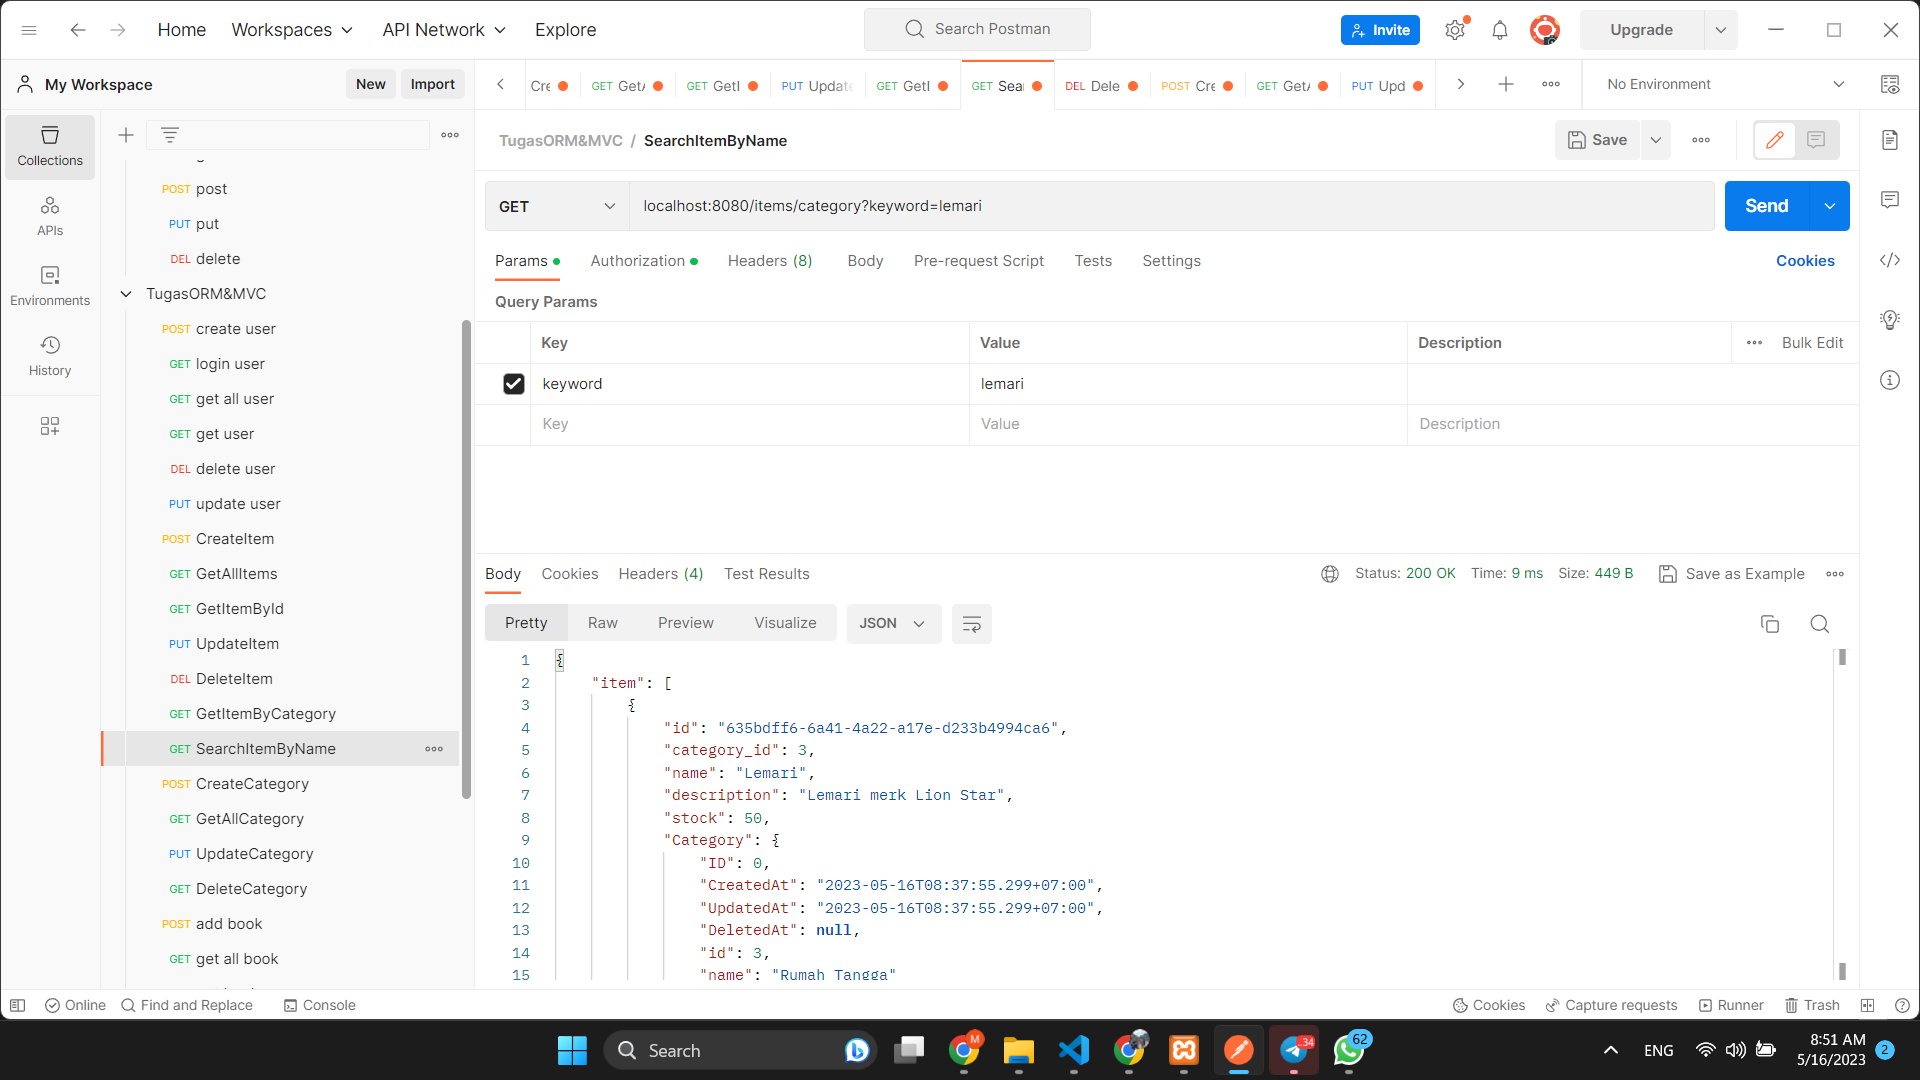 Home Workspaces API Network Explore Search Postman Invite Upgrade
My Workspace New Import
Cre GET GetA GET GetI PUT Update GET GetI GET Sea DEL Dele POST Cre GET GetA PUT Upd No Environment
Collections
APIs
Environments
History
POST post
PUT put
DEL delete
TugasORM&MVC
POST create user
GET login user
GET get all user
GET get user
DEL delete user
PUT update user
POST CreateItem
GET GetAllItems
GET GetItemById
PUT UpdateItem
DEL DeleteItem
GET GetItemByCategory
GET SearchItemByName
POST CreateCategory
GET GetAllCategory
PUT UpdateCategory
GET DeleteCategory
POST add book
GET get all book
TugasORM&MVC / SearchItemByName Save
GET localhost:8080/items/category?keyword=lemari Send
Params Authorization Headers (8) Body Pre-request Script Tests Settings Cookies
Query Params
Key Value Description Bulk Edit
keyword lemari
Key Value Description
Body Cookies Headers (4) Test Results Status: 200 OK Time: 9 ms Size: 449 B Save as Example
Pretty Raw Preview Visualize JSON
1 {
2 "item": [
3 {
4 "id": "635bdff6-6a41-4a22-a17e-d233b4994ca6",
5 "category_id": 3,
6 "name": "Lemari",
7 "description": "Lemari merk Lion Star",
8 "stock": 50,
9 "Category": {
10 "ID": 0,
11 "CreatedAt": "2023-05-16T08:37:55.299+07:00",
12 "UpdatedAt": "2023-05-16T08:37:55.299+07:00",
13 "DeletedAt": null,
14 "id": 3,
15 "name": "Rumah Tangga"
Online Find and Replace Console Cookies Capture requests Runner Trash
Search M 34 62 ENG 8:51 AM
5/16/2023 2